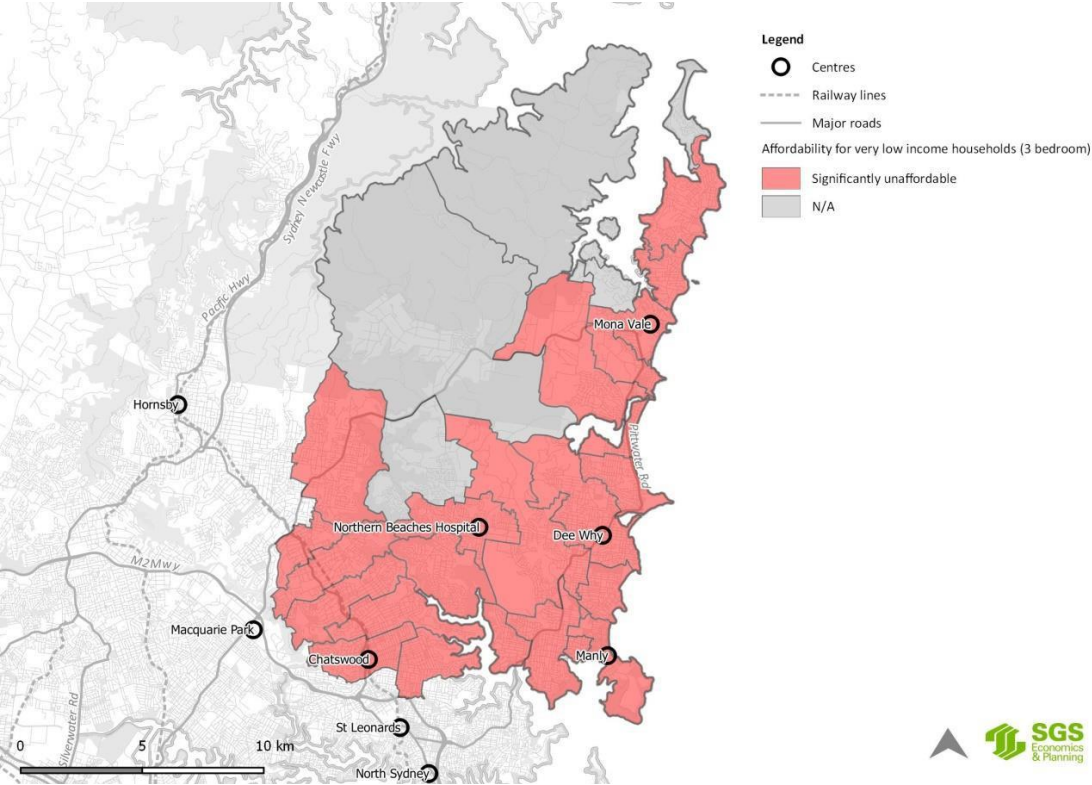 Legend
Centres
Railway lines
Major roads
Affordability for very low income households (3 bedroom)
Significantly unaffordable
N/A
Sydney Newcastle Fwy
Pacific Hwy
Mona Vale
Hornsby
Pittwater Rd
Northern Beaches Hospital
Dee Why
M2Mwy
Macquarie Park
Chatswood
Manly
Silverwater Rd
St Leonards
North Sydney
0 5 10 km
SGS
Economics
& Planning